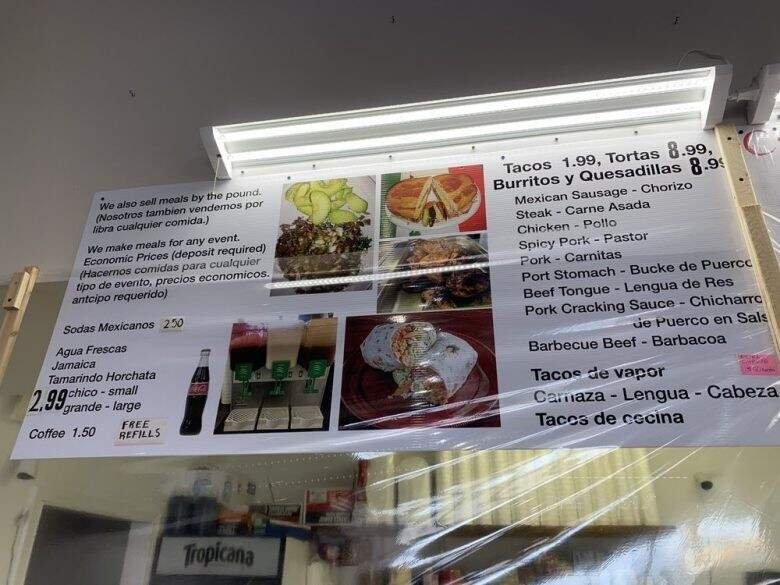 We also sell meals by the pound.
(Nosotros tambien vendemos por
libra cualquier comida.)
We make meals for any event.
Economic Prices (deposit required)
(Hacernos comidas para cualquier
tipo de evento, precios economicos.
antcipo requerido)
Sodas Mexicanos 2.50
Agua Frescas
Jamaica
Tamarindo Horchata
2.99 chico - small
grande - large
Coffee 1.50 FREE
REFILLS
Tacos 1.99, Tortas 8.99,
Burritos y Quesadillas 8.99
Mexican Sausage - Chorizo
Steak - Carne Asada
Chicken - Pollo
Spicy Pork - Pastor
Pork - Carnitas
Port Stomach - Bucke de Puerco
Beef Tongue - Lengua de Res
Pork Cracking Sauce - Chicharro
de Puerco en Sals
Barbecue Beef - Barbacoa
Tacos de vapor
Carnaza - Lengua - Cabeza
Tacos de cecina
Tropicana